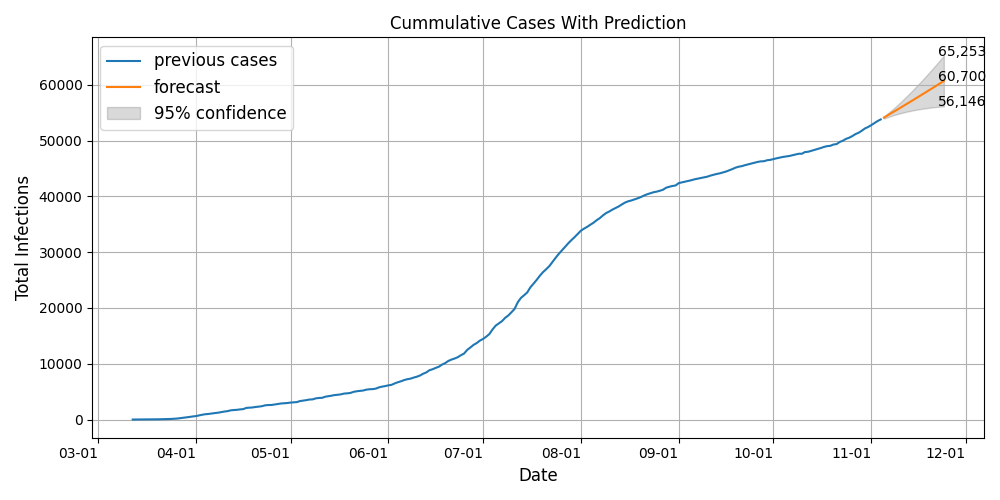 Cummulative Cases With Prediction
previous cases
forecast
95% confidence
65,253
60,700
56,146
60000
50000
40000
30000
20000
10000
0
Total Infections
03-01 04-01 05-01 06-01 07-01 08-01 09-01 10-01 11-01 12-01
Date